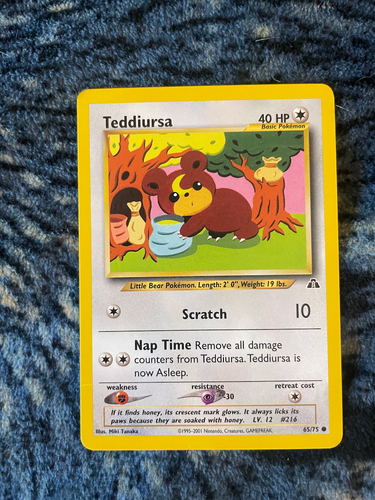 Teddiursa
40 HP
Basic Pokémon
Little Bear Pokémon. Length: 2' 0", Weight: 19 lbs.
Scratch 10
Nap Time Remove all damage
counters from Teddiursa. Teddiursa is
now Asleep.
weakness resistance retreat cost
-30
If it finds honey, its crescent mark glows. It always licks its
paws because they are soaked with honey. LV. 12 #216
Illus. Miki Tanaka ©1995-2001 Nintendo, Creatures, GAMEFREAK. 65/75